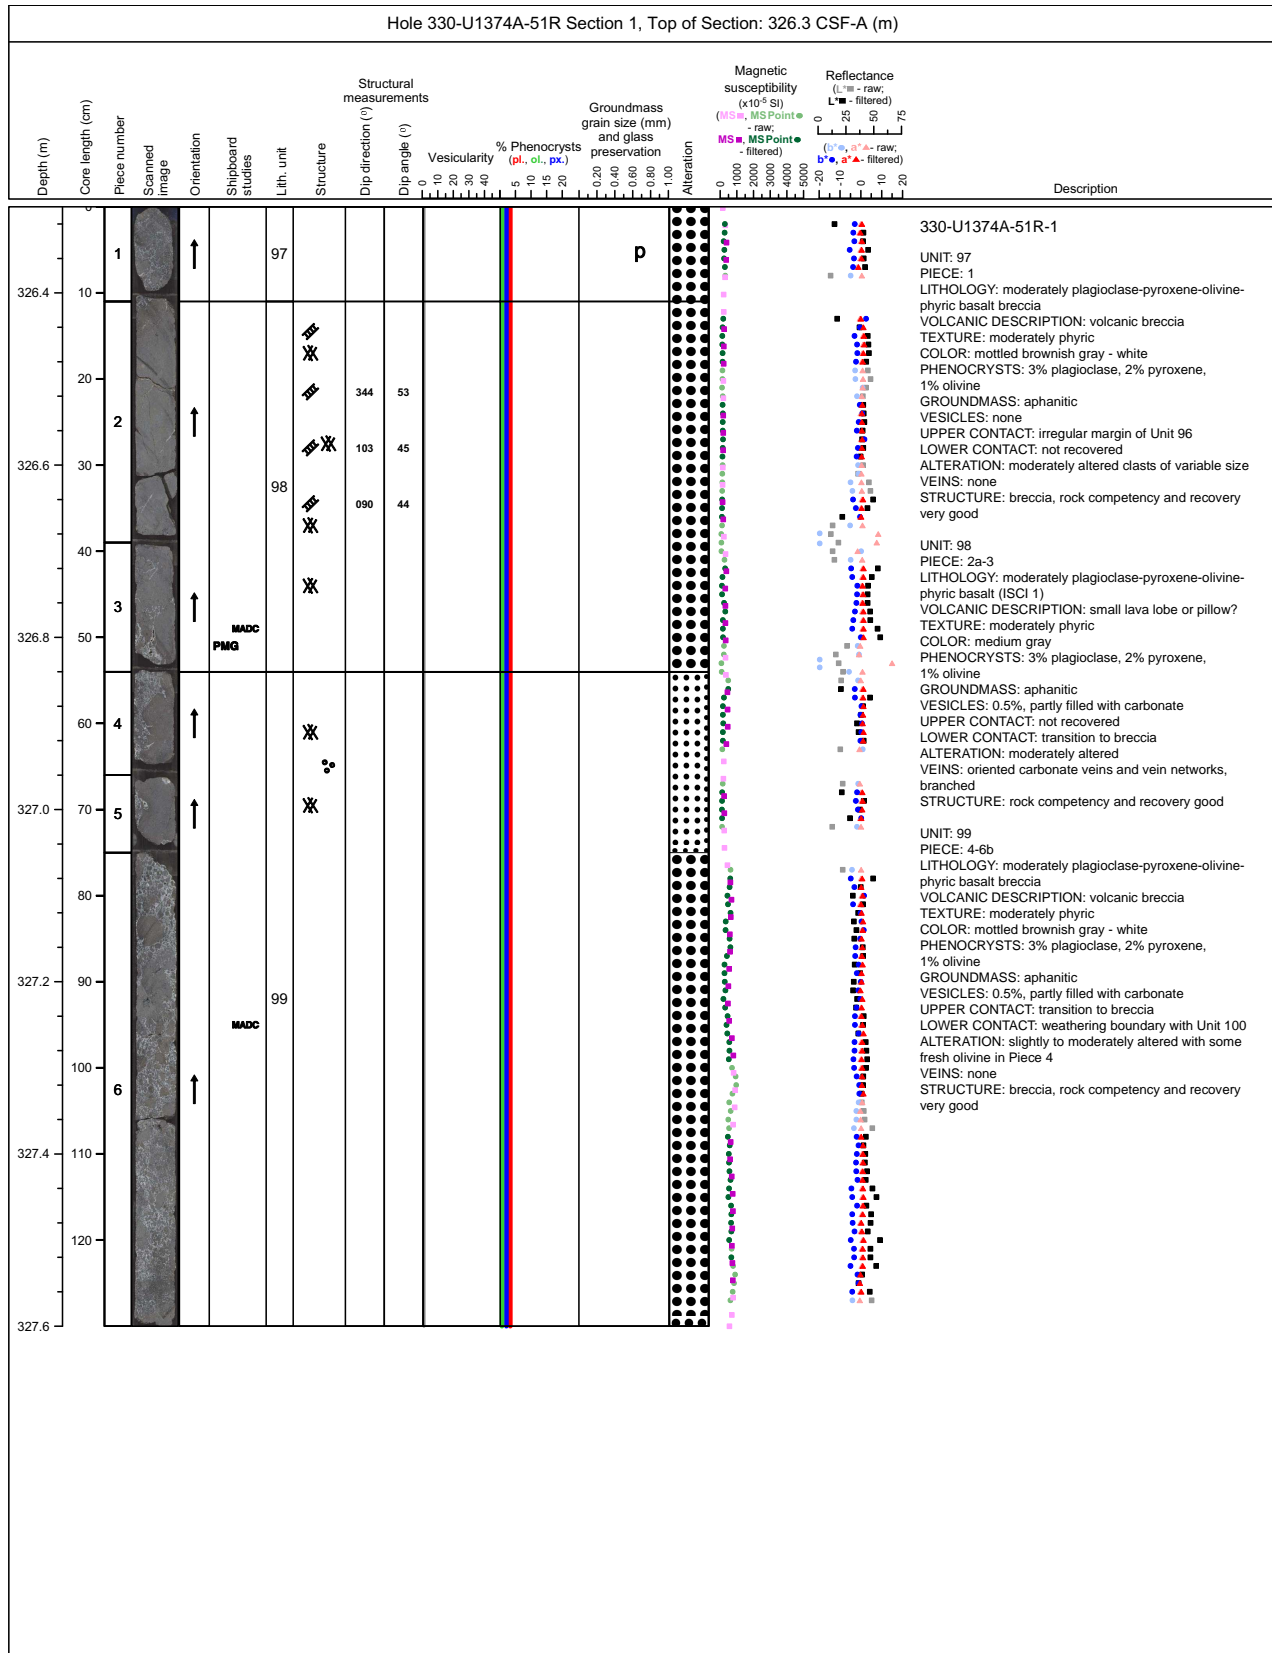 Hole 330-U1374A-51R Section 1, Top of Section: 326.3 CSF-A (m)
Depth (m)
Core length (cm)
Piece number
Scanned
image
Orientation
Shipboard
studies
Lith. unit
Structure
Structural
measurements
Dip direction (º)
Dip angle (º)
Vesicularity
0 10 20 30 40
% Phenocrysts
(pl., ol., px.)
5 10 15 20
Groundmass
grain size (mm)
and glass
preservation
0.20 0.40 0.60 0.80 1.00
Alteration
Magnetic
susceptibility
(x10-5 SI)
(MS, MSPoint
- raw;
MS, MSPoint
- filtered)
0 1000 2000 3000 4000 5000
Reflectance
(L* - raw;
L* - filtered)
0 25 50 75
(b*, a* - raw;
b*, a* - filtered)
-20 -10 0 10 20
Description
326.4
326.6
326.8
327.0
327.2
327.4
327.6
0
10
20
30
40
50
60
70
80
90
100
110
120
1
2
3
4
5
6
MADC
PMG
MADC
97
98
99
344 53
103 45
090 44
p
330-U1374A-51R-1
UNIT: 97
PIECE: 1
LITHOLOGY: moderately plagioclase-pyroxene-olivine-
phyric basalt breccia
VOLCANIC DESCRIPTION: volcanic breccia
TEXTURE: moderately phyric
COLOR: mottled brownish gray - white
PHENOCRYSTS: 3% plagioclase, 2% pyroxene,
1% olivine
GROUNDMASS: aphanitic
VESICLES: none
UPPER CONTACT: irregular margin of Unit 96
LOWER CONTACT: not recovered
ALTERATION: moderately altered clasts of variable size
VEINS: none
STRUCTURE: breccia, rock competency and recovery
very good
UNIT: 98
PIECE: 2a-3
LITHOLOGY: moderately plagioclase-pyroxene-olivine-
phyric basalt (ISCI 1)
VOLCANIC DESCRIPTION: small lava lobe or pillow?
TEXTURE: moderately phyric
COLOR: medium gray
PHENOCRYSTS: 3% plagioclase, 2% pyroxene,
1% olivine
GROUNDMASS: aphanitic
VESICLES: 0.5%, partly filled with carbonate
UPPER CONTACT: not recovered
LOWER CONTACT: transition to breccia
ALTERATION: moderately altered
VEINS: oriented carbonate veins and vein networks,
branched
STRUCTURE: rock competency and recovery good
UNIT: 99
PIECE: 4-6b
LITHOLOGY: moderately plagioclase-pyroxene-olivine-
phyric basalt breccia
VOLCANIC DESCRIPTION: volcanic breccia
TEXTURE: moderately phyric
COLOR: mottled brownish gray - white
PHENOCRYSTS: 3% plagioclase, 2% pyroxene,
1% olivine
GROUNDMASS: aphanitic
VESICLES: 0.5%, partly filled with carbonate
UPPER CONTACT: transition to breccia
LOWER CONTACT: weathering boundary with Unit 100
ALTERATION: slightly to moderately altered with some
fresh olivine in Piece 4
VEINS: none
STRUCTURE: breccia, rock competency and recovery
very good